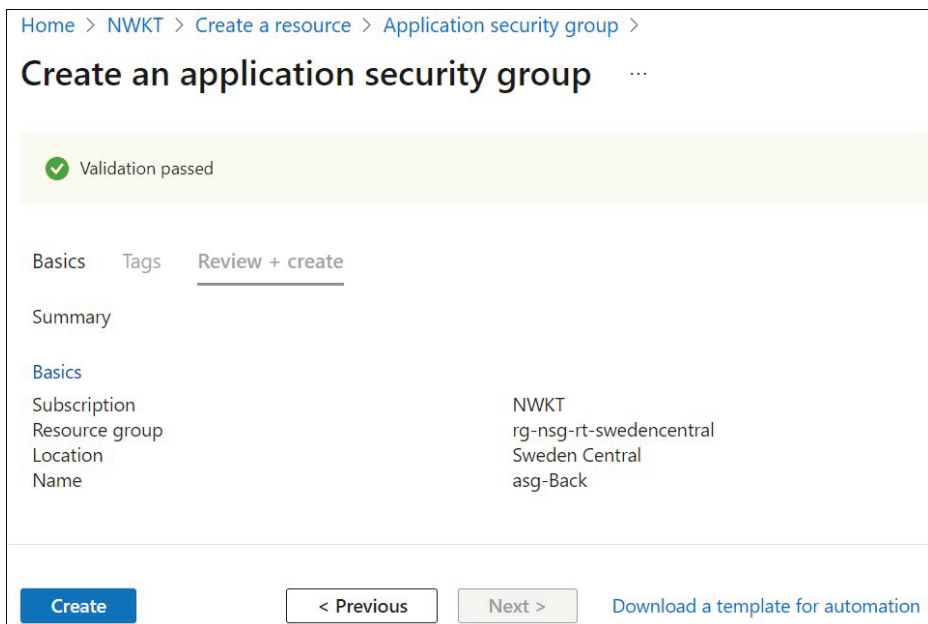 Home > NWKT > Create a resource > Application security group >
Create an application security group ...
Validation passed
Basics Tags Review + create
Summary
Basics
Subscription NWKT
Resource group rg-nsg-rt-swedencentral
Location Sweden Central
Name asg-Back
Create < Previous Next > Download a template for automation